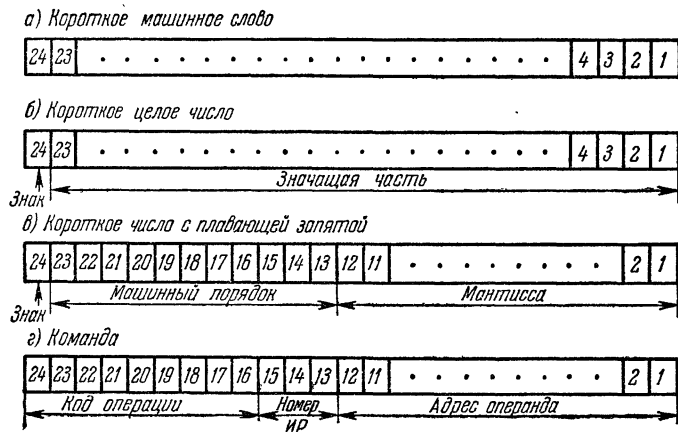 а) Короткое машинное слово
24 23 . . . . . . . . . . . . . . . . . . 4 3 2 1
б) Короткое целое число
24 23 . . . . . . . . . . . . . . . . . . 4 3 2 1
Знак Значащая часть
в) Короткое число с плавающей запятой
24 23 22 21 20 19 18 17 16 15 14 13 12 11 . . . . . . . . 2 1
Знак Машинный порядок Мантисса
г) Команда
24 23 22 21 20 19 18 17 16 15 14 13 12 11 . . . . . . . . 2 1
Код операции Номер ИР Адрес операнда